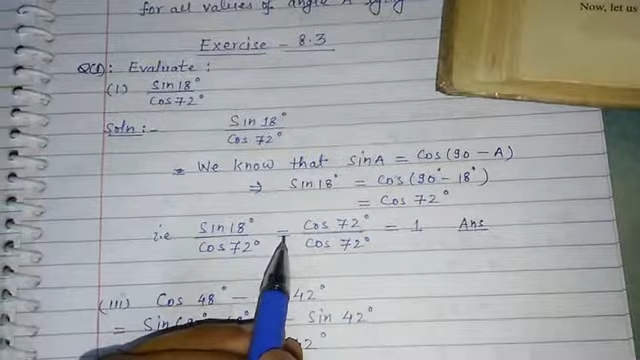 for all values of angle A
Now, let us
Exercise - 8.3
Q(1): Evaluate :
(i) Sin 18° / Cos 72°
Soln :- Sin 18° / Cos 72°
We know that sin A = Cos (90 - A)
⇒ Sin 18° = Cos (90° - 18°)
= Cos 72°
i.e Sin 18° / Cos 72° = Cos 72° / Cos 72° = 1 Ans
(iii) Cos 48° - 42°
= Sin 42°
42°